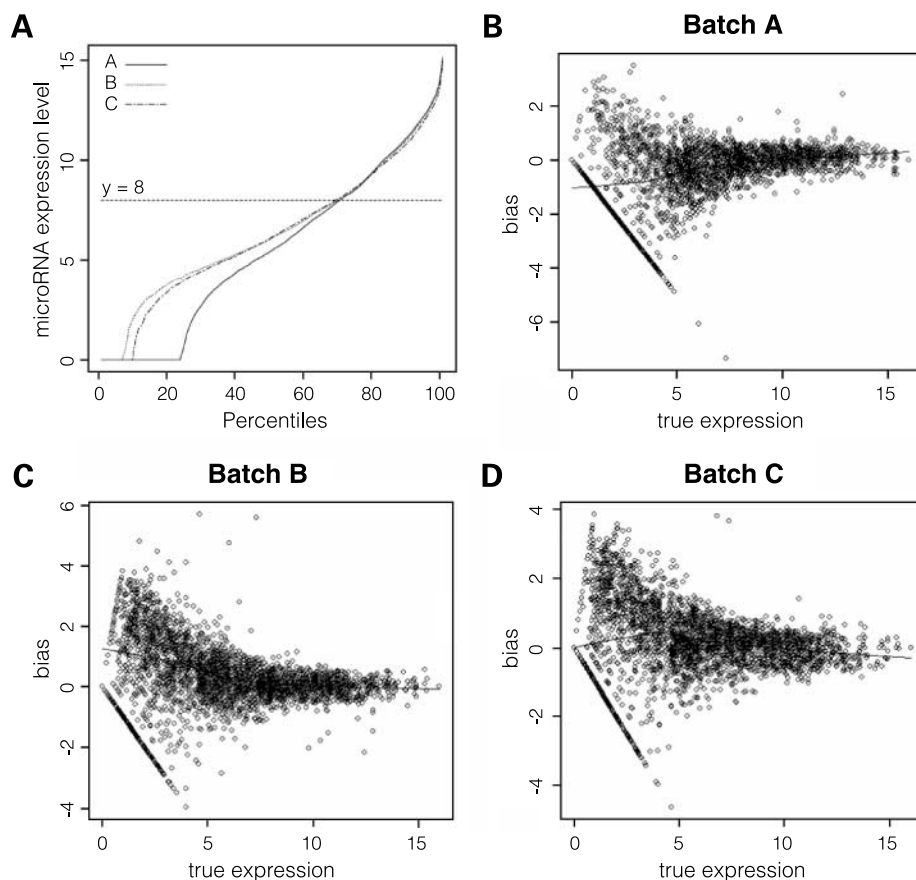 A
microRNA expression level
15
10
5
0
A
B
C
y = 8
0 20 40 60 80 100
Percentiles
B
Batch A
bias
2
0
-2
-4
-6
0 5 10 15
true expression
C
Batch B
bias
6
4
2
0
-2
-4
0 5 10 15
true expression
D
Batch C
bias
4
2
0
-2
-4
0 5 10 15
true expression